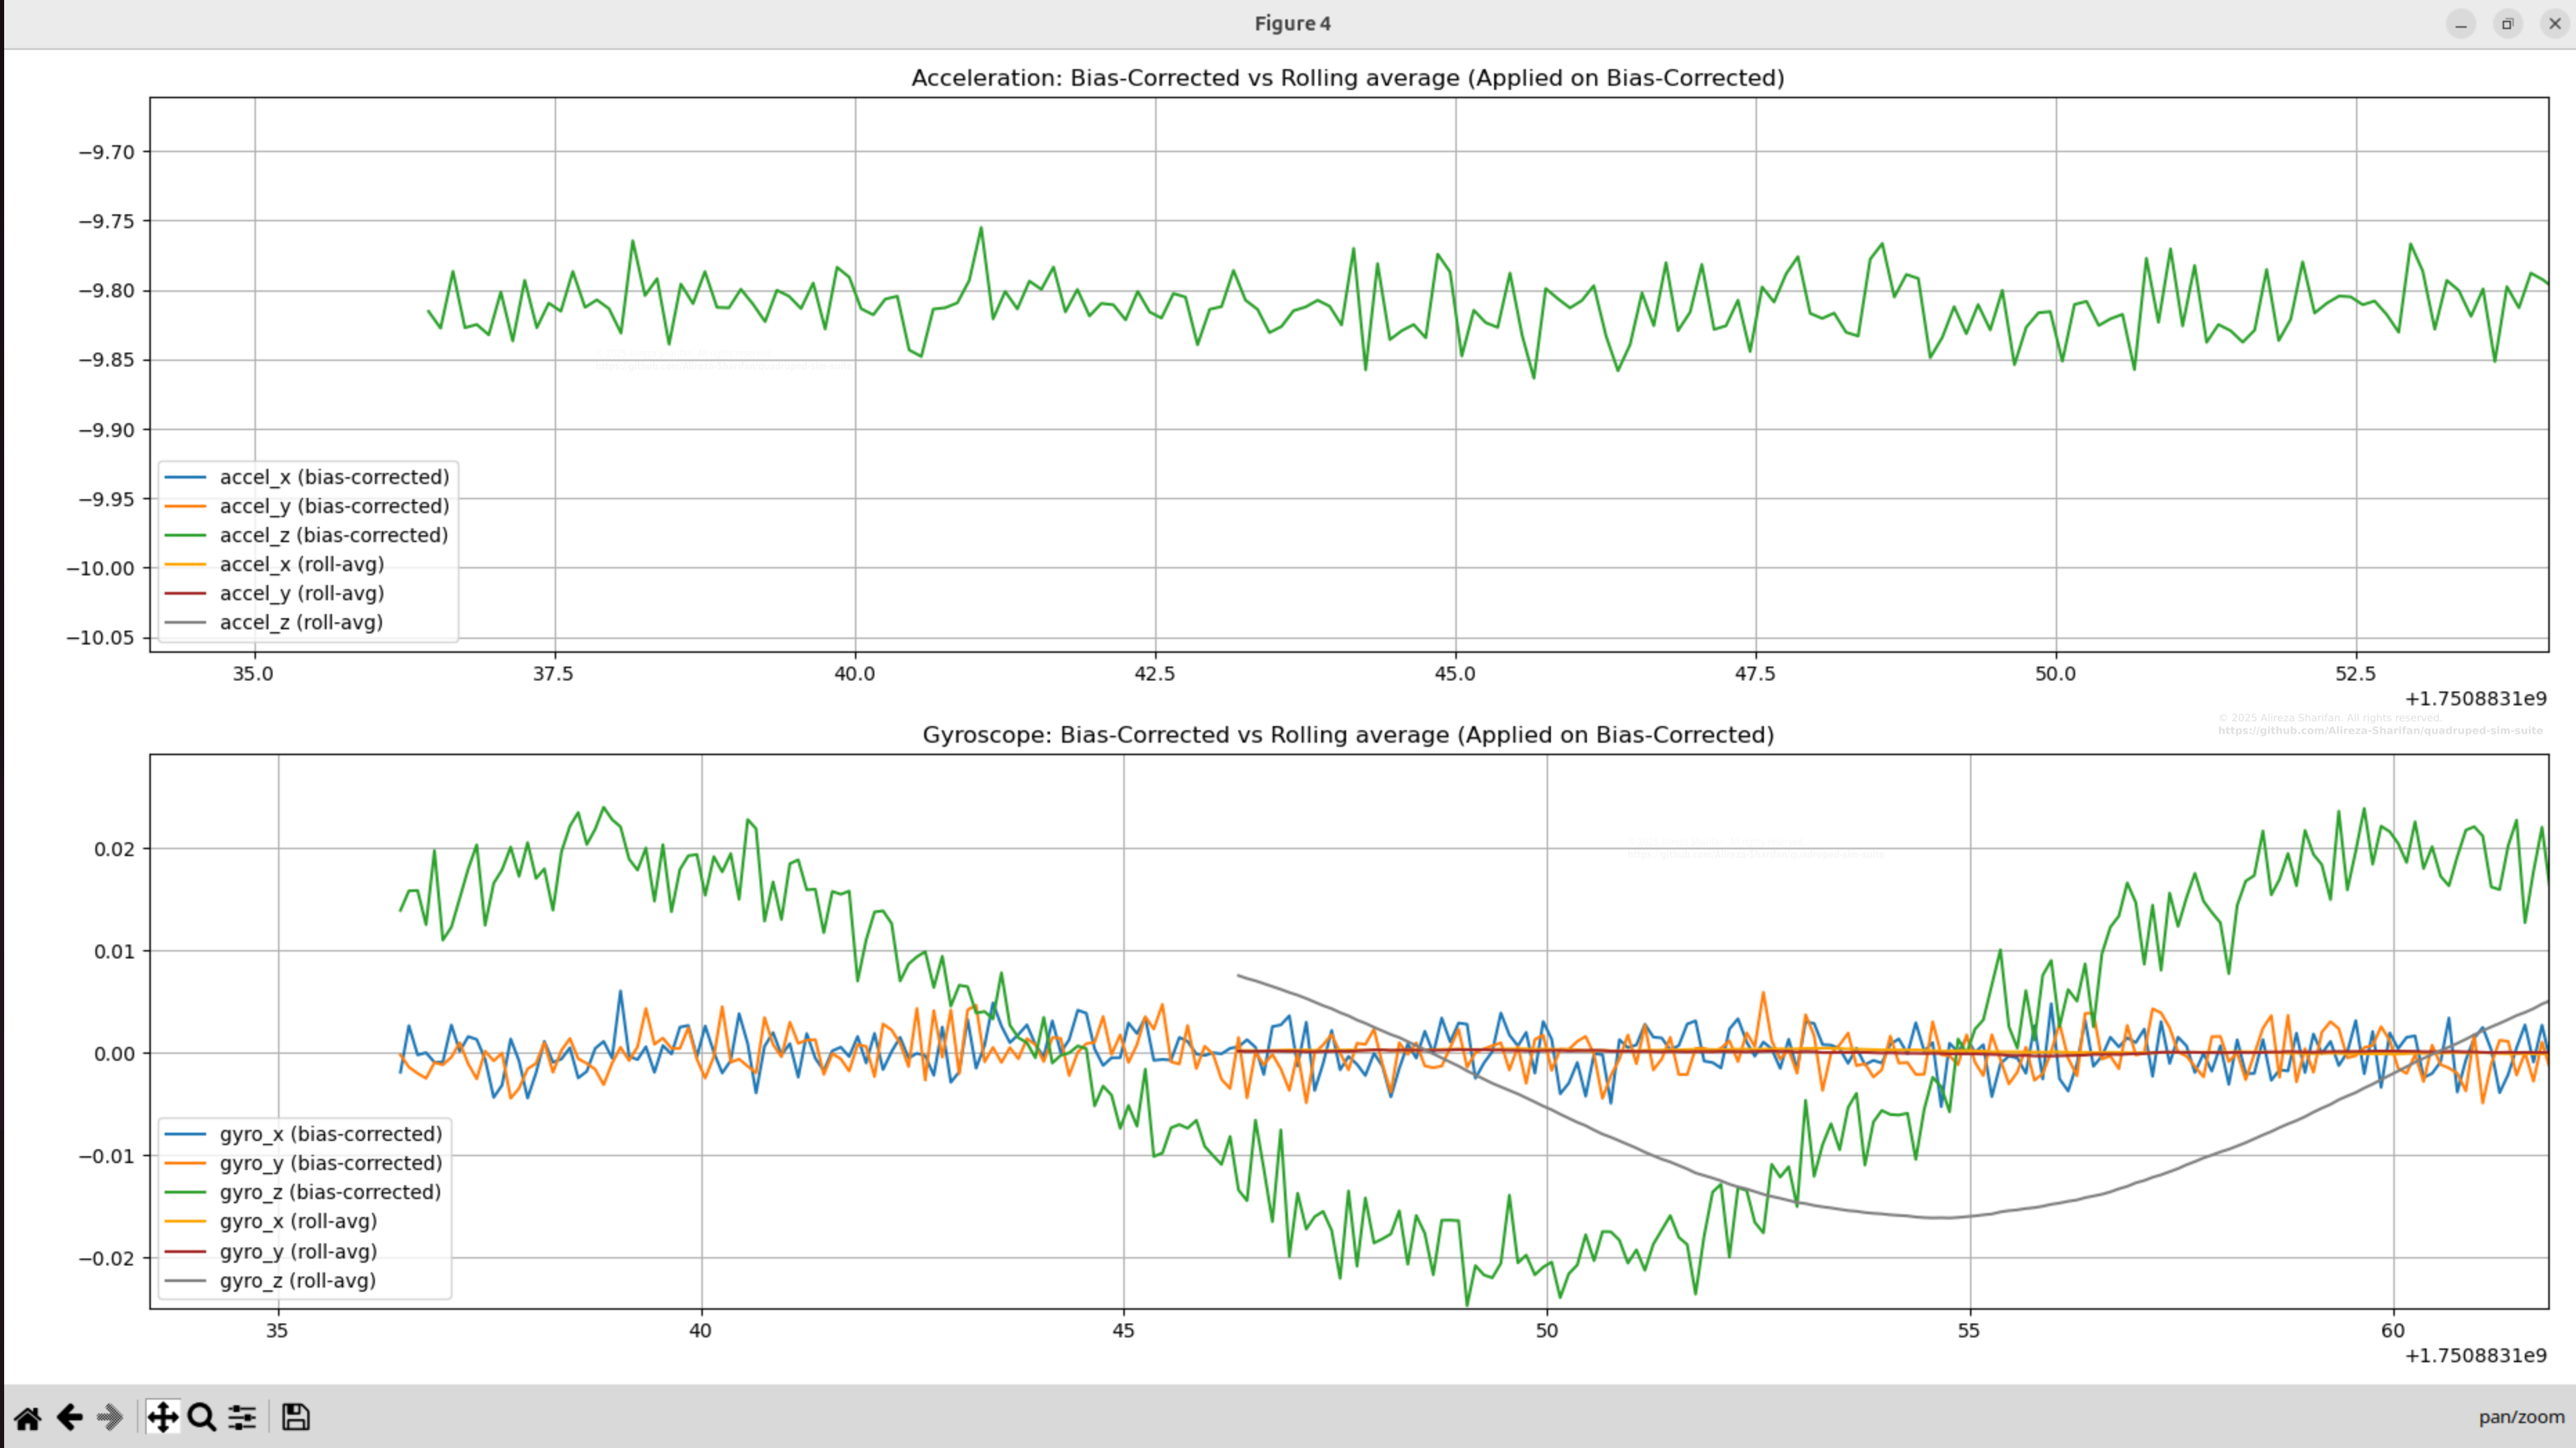 Figure 4
Acceleration: Bias-Corrected vs Rolling average (Applied on Bias-Corrected)
−9.70
−9.75
−9.80
−9.85
−9.90
−9.95
−10.00
−10.05
accel_x (bias-corrected)
accel_y (bias-corrected)
accel_z (bias-corrected)
accel_x (roll-avg)
accel_y (roll-avg)
accel_z (roll-avg)
35.0 37.5 40.0 42.5 45.0 47.5 50.0 52.5
+1.7508831e9
© 2025 Alireza Sharifan. All rights reserved.
https://github.com/Alireza-Sharifan/quadruped-sim-suite
Gyroscope: Bias-Corrected vs Rolling average (Applied on Bias-Corrected)
0.02
0.01
0.00
−0.01
−0.02
gyro_x (bias-corrected)
gyro_y (bias-corrected)
gyro_z (bias-corrected)
gyro_x (roll-avg)
gyro_y (roll-avg)
gyro_z (roll-avg)
35 40 45 50 55 60
+1.7508831e9
pan/zoom